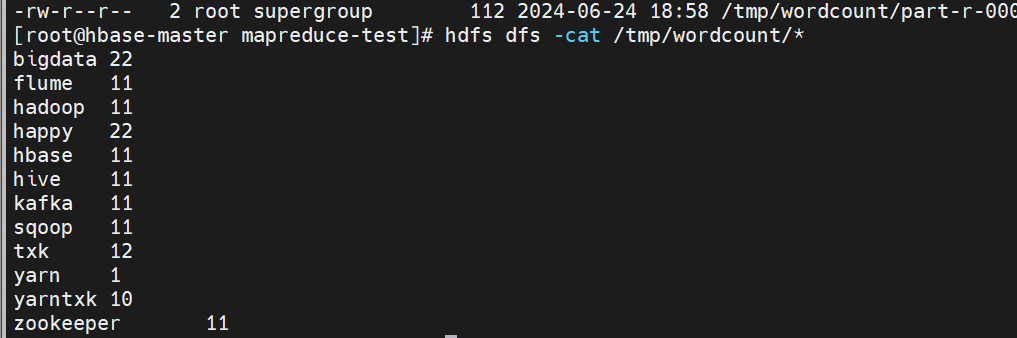 -rw-r--r--   2 root supergroup        112 2024-06-24 18:58 /tmp/wordcount/part-r-000
[root@hbase-master mapreduce-test]# hdfs dfs -cat /tmp/wordcount/*
bigdata 22
flume   11
hadoop  11
happy   22
hbase   11
hive    11
kafka   11
sqoop   11
txk     12
yarn    1
yarntxk 10
zookeeper       11